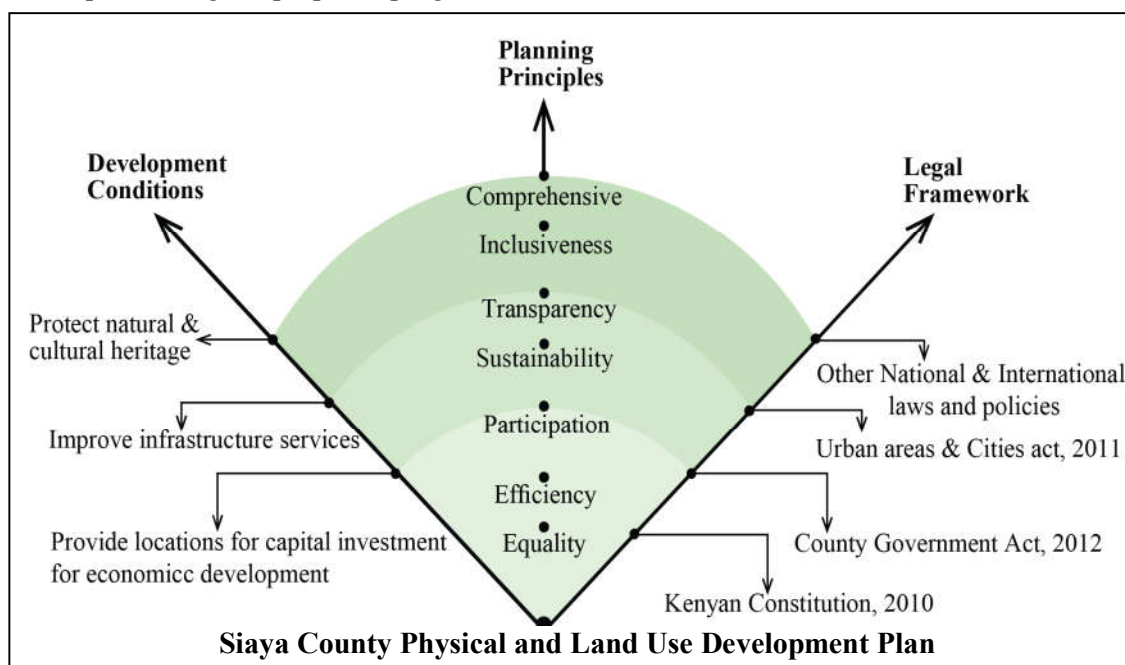 Planning
Principles
Development
Conditions
Legal
Framework
Comprehensive
Inclusiveness
Transparency
Sustainability
Participation
Efficiency
Equality
Protect natural &
cultural heritage
Improve infrastructure services
Provide locations for capital investment
for economicc development
Other National & International
laws and policies
Urban areas & Cities act, 2011
County Government Act, 2012
Kenyan Constitution, 2010
Siaya County Physical and Land Use Development Plan